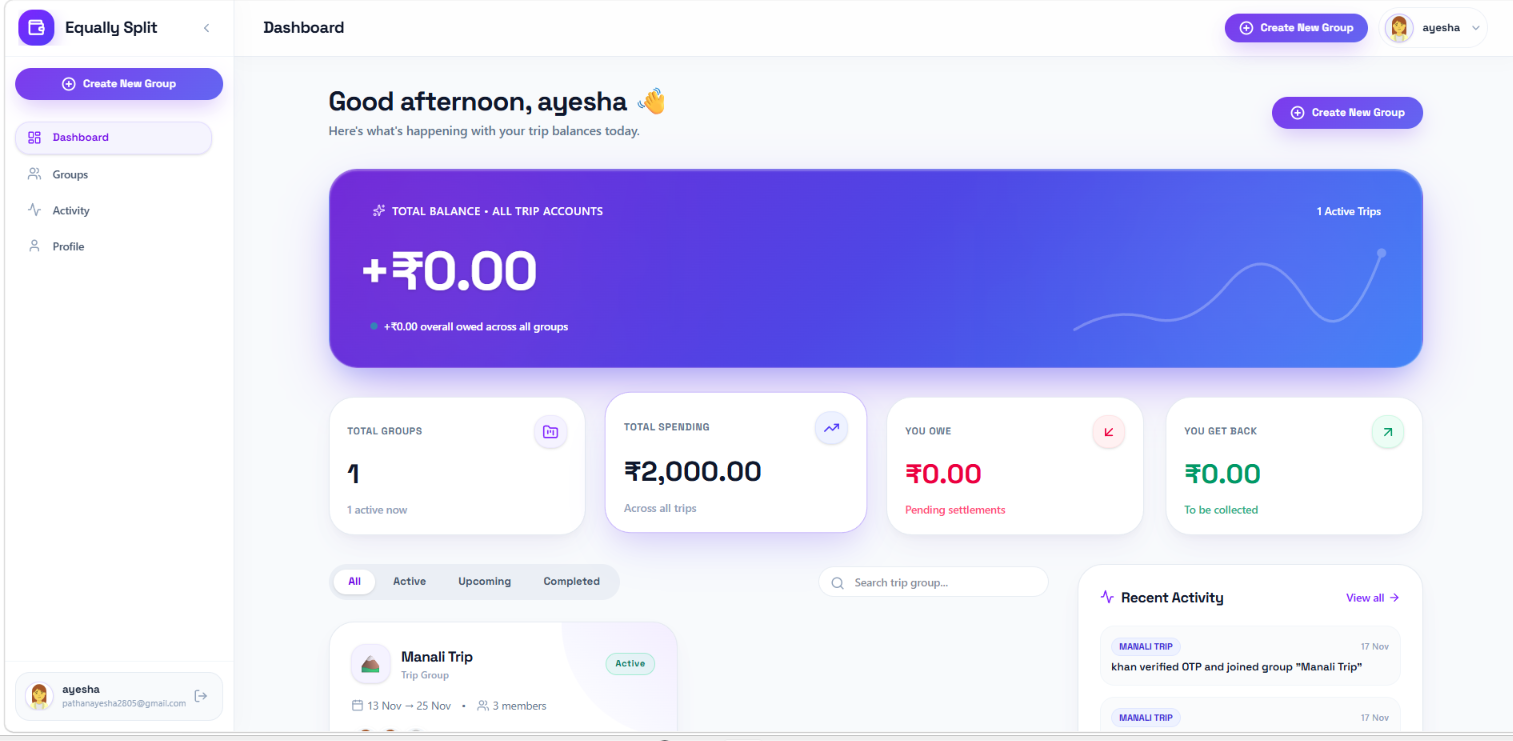 Equally Split
Create New Group
Dashboard
Groups
Activity
Profile
ayesha
pathanayesha2805@gmail.com
Dashboard
Create New Group
ayesha
Good afternoon, ayesha 👋
Here's what's happening with your trip balances today.
Create New Group
TOTAL BALANCE • ALL TRIP ACCOUNTS
1 Active Trips
+₹0.00
+₹0.00 overall owed across all groups
TOTAL GROUPS
1
1 active now
TOTAL SPENDING
₹2,000.00
Across all trips
YOU OWE
₹0.00
Pending settlements
YOU GET BACK
₹0.00
To be collected
All Active Upcoming Completed
Search trip group...
Manali Trip
Trip Group
Active
13 Nov → 25 Nov • 3 members
Recent Activity
View all →
MANALI TRIP
17 Nov
khan verified OTP and joined group "Manali Trip"
MANALI TRIP
17 Nov